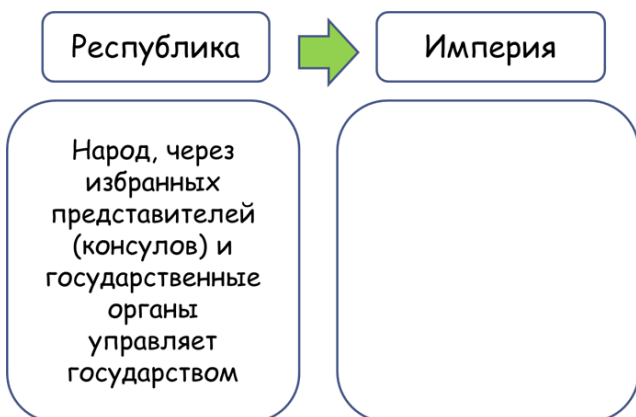 Республика
Империя
Народ, через
избранных
представителей
(консулов) и
государственные
органы
управляет
государством